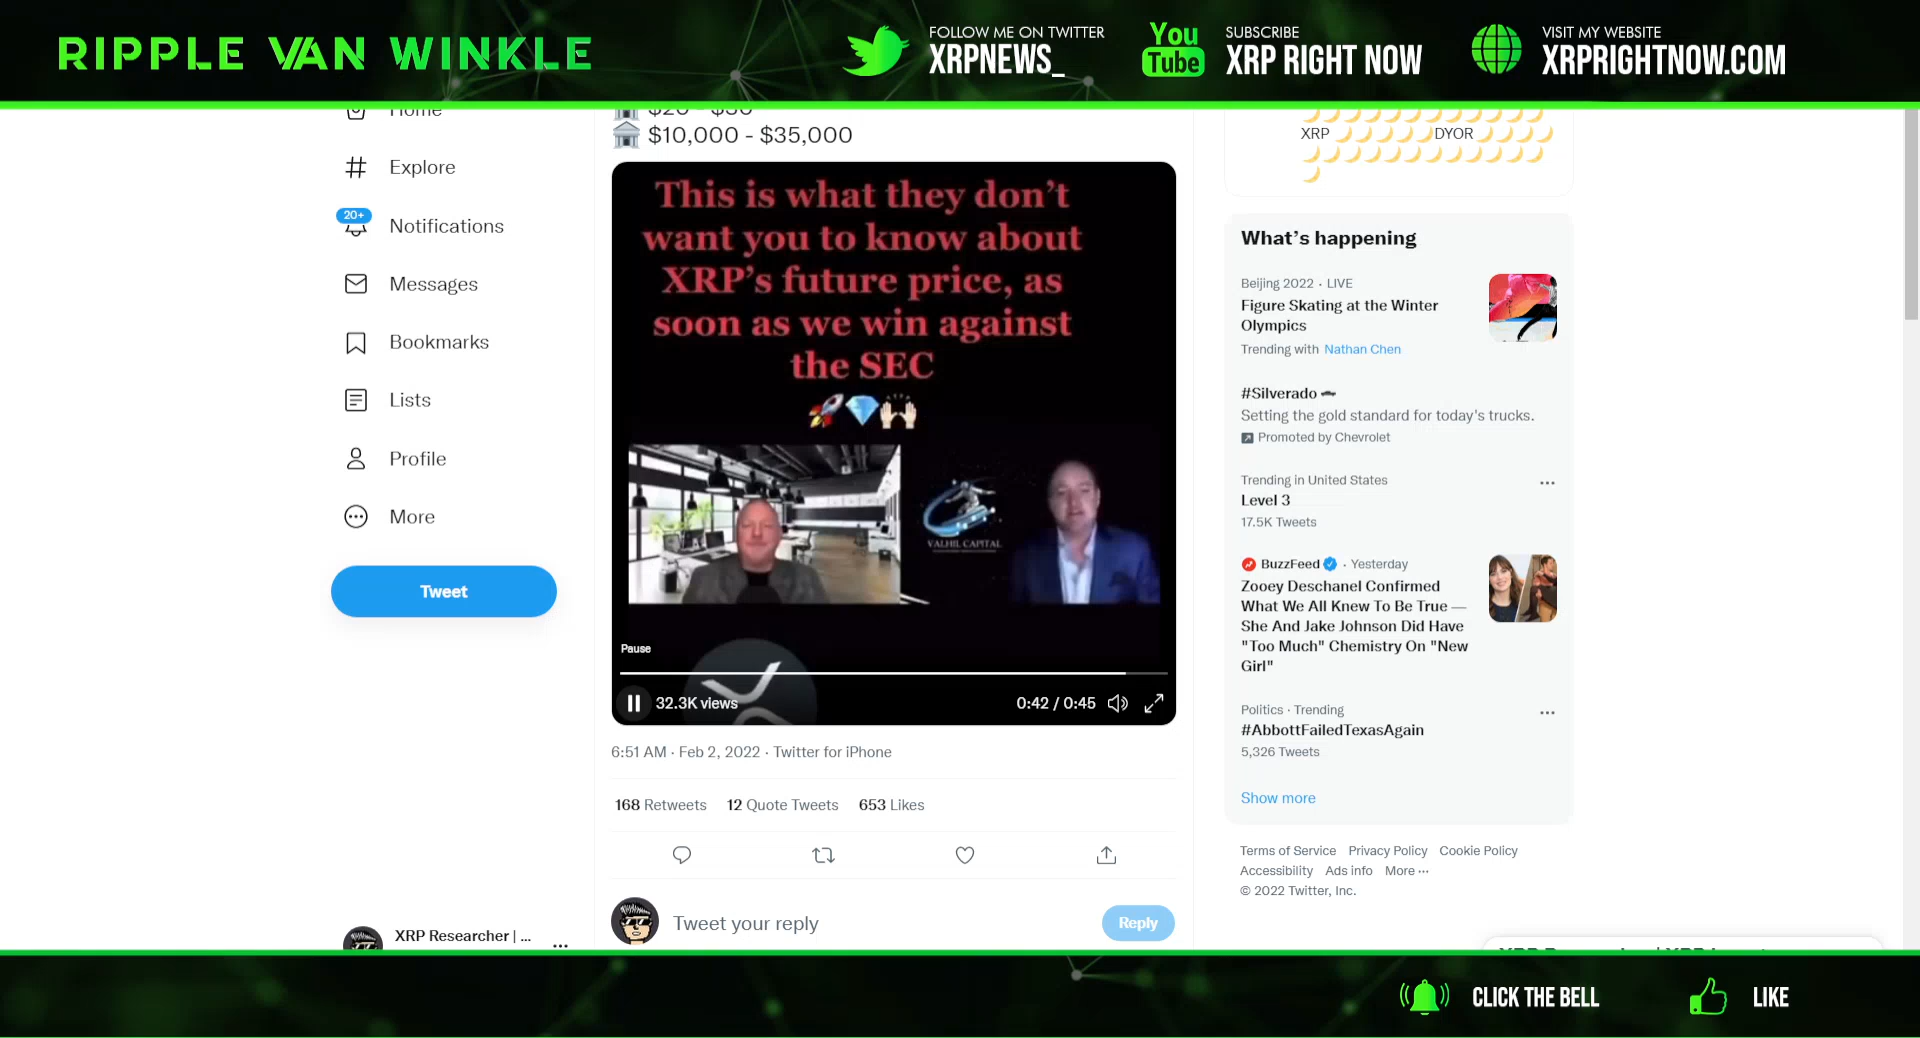 RIPPLE VAN WINKLE
FOLLOW ME ON TWITTER
XRPNEWS_
You
Tube
SUBSCRIBE
XRP RIGHT NOW
VISIT MY WEBSITE
XRPRIGHTNOW.COM
Home
Explore
20+
Notifications
Messages
Bookmarks
Lists
Profile
More
Tweet
XRP Researcher | ...
$20 - $30
$10,000 - $35,000
This is what they don't
want you to know about
XRP's future price, as
soon as we win against
the SEC
VALHIL CAPITAL
Pause
32.3K views
0:42 / 0:45
6:51 AM · Feb 2, 2022 · Twitter for iPhone
168 Retweets 12 Quote Tweets 653 Likes
Tweet your reply
Reply
XRP DYOR
What's happening
Beijing 2022 · LIVE
Figure Skating at the Winter
Olympics
Trending with Nathan Chen
#Silverado
Setting the gold standard for today's trucks.
Promoted by Chevrolet
Trending in United States
Level 3
17.5K Tweets
BuzzFeed · Yesterday
Zooey Deschanel Confirmed
What We All Knew To Be True —
She And Jake Johnson Did Have
"Too Much" Chemistry On "New
Girl"
Politics · Trending
#AbbottFailedTexasAgain
5,326 Tweets
Show more
Terms of Service Privacy Policy Cookie Policy
Accessibility Ads info More ···
© 2022 Twitter, Inc.
CLICK THE BELL
LIKE